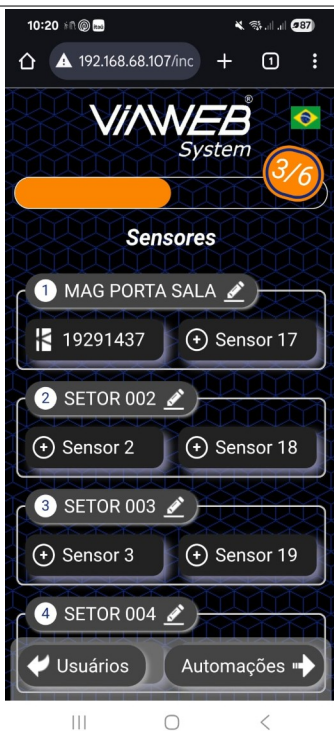 10:20
87
192.168.68.107/inc
1
ViAWEB®
System
3/6
Sensores
1 MAG PORTA SALA
19291437
Sensor 17
2 SETOR 002
Sensor 2
Sensor 18
3 SETOR 003
Sensor 3
Sensor 19
4 SETOR 004
Usuários
Automações